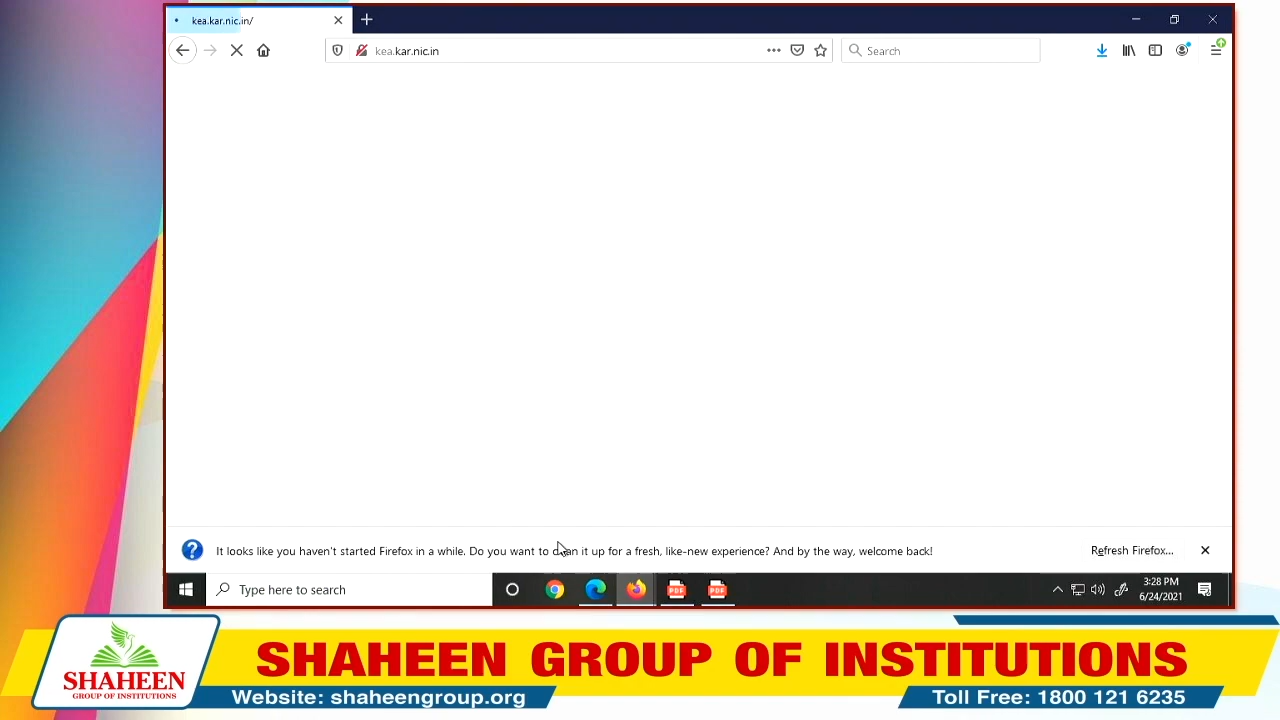 kea.kar.nic.in/
kea.kar.nic.in
Search
It looks like you haven't started Firefox in a while. Do you want to clean it up for a fresh, like-new experience? And by the way, welcome back!
Refresh Firefox...
Type here to search
PDF
PDF
3:28 PM
6/24/2021
SHAHEEN
GROUP OF INSTITUTIONS
SHAHEEN GROUP OF INSTITUTIONS
Website: shaheengroup.org
Toll Free: 1800 121 6235